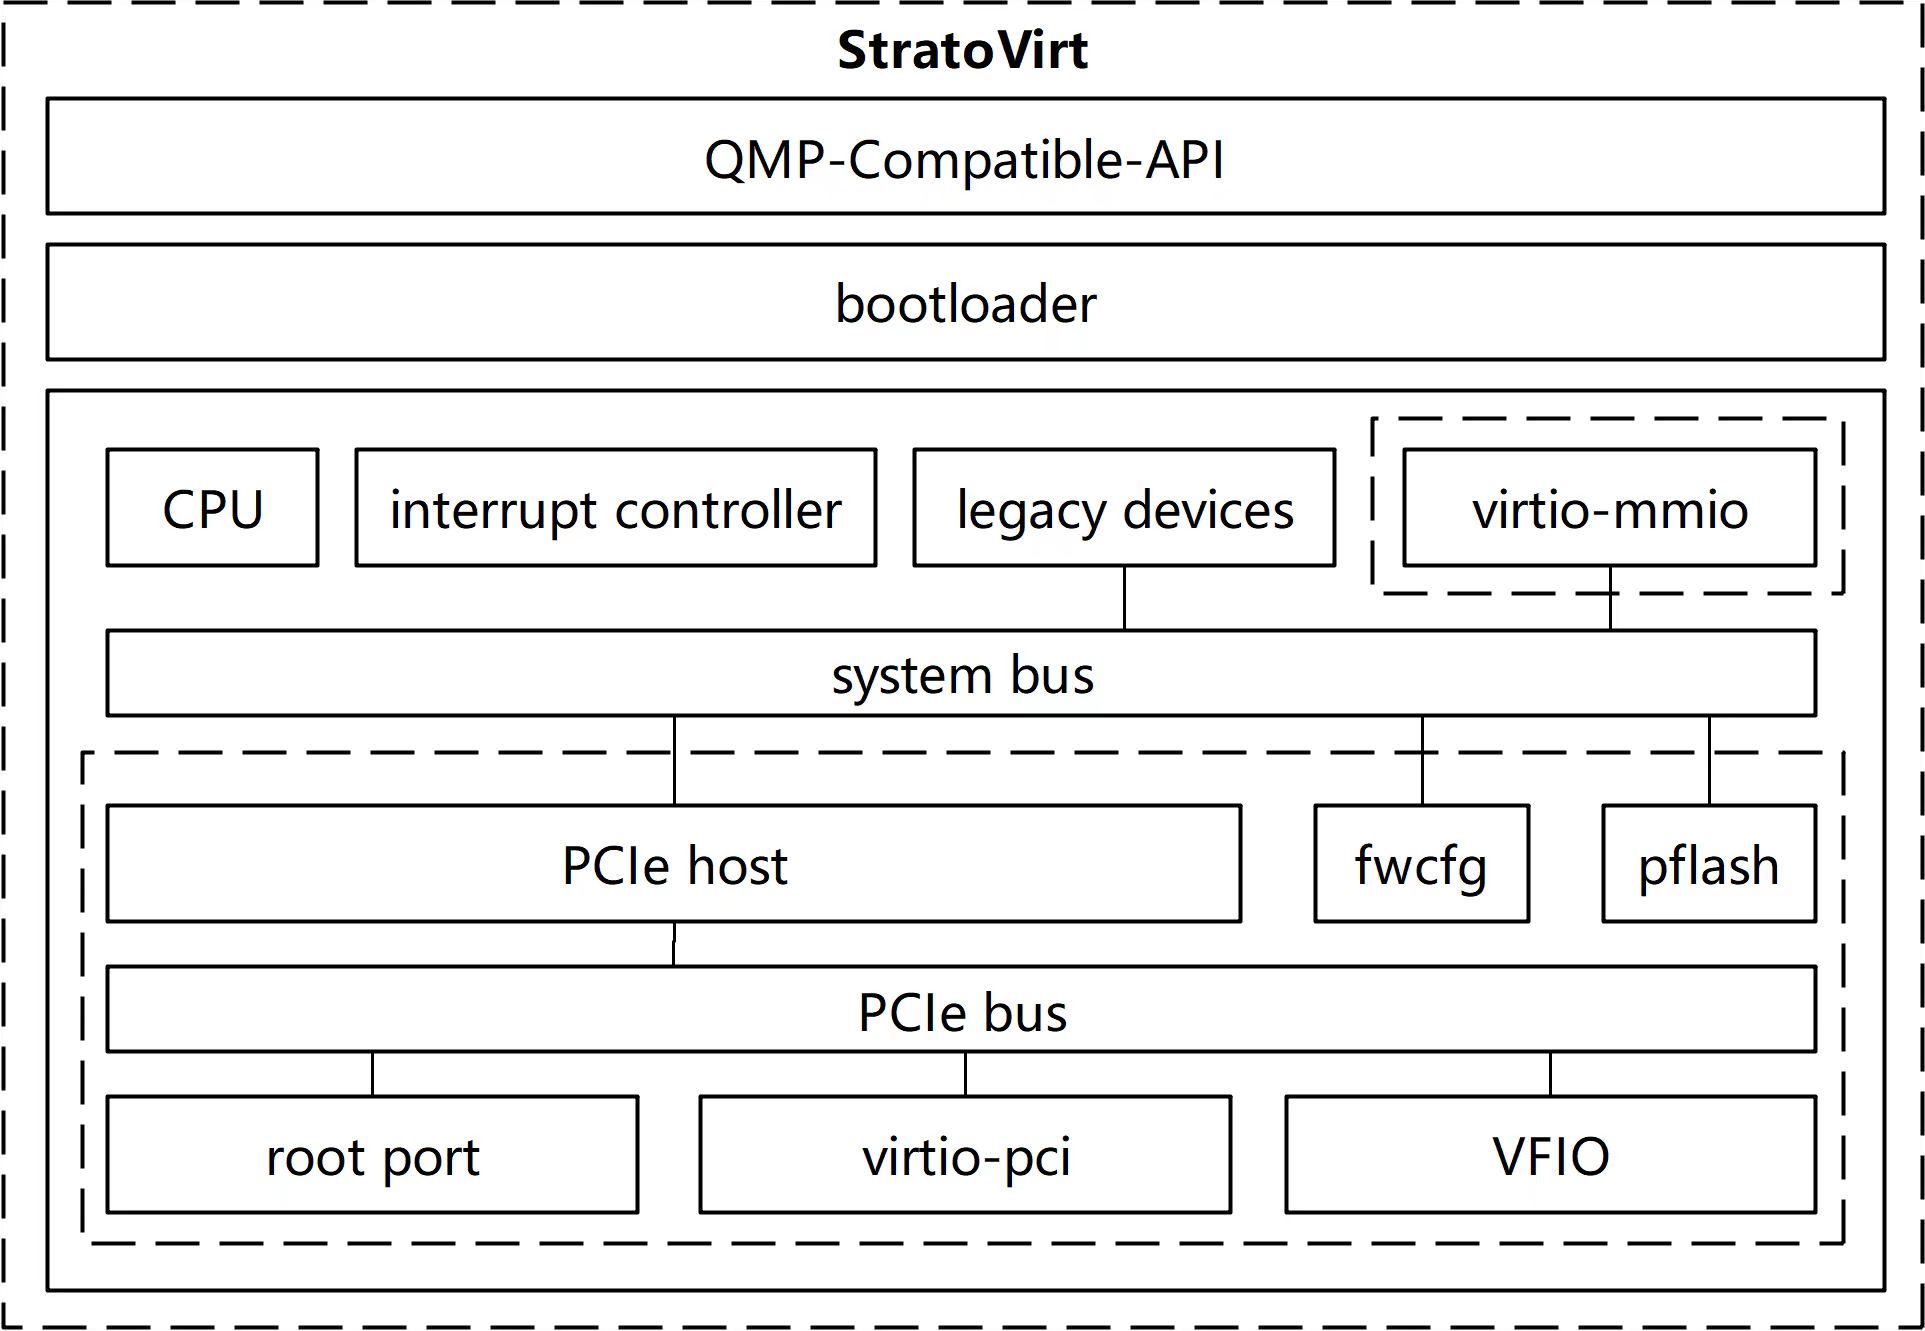 StratoVirt
QMP-Compatible-API
bootloader
CPU
interrupt controller
legacy devices
virtio-mmio
system bus
PCIe host
fwcfg
pflash
PCIe bus
root port
virtio-pci
VFIO